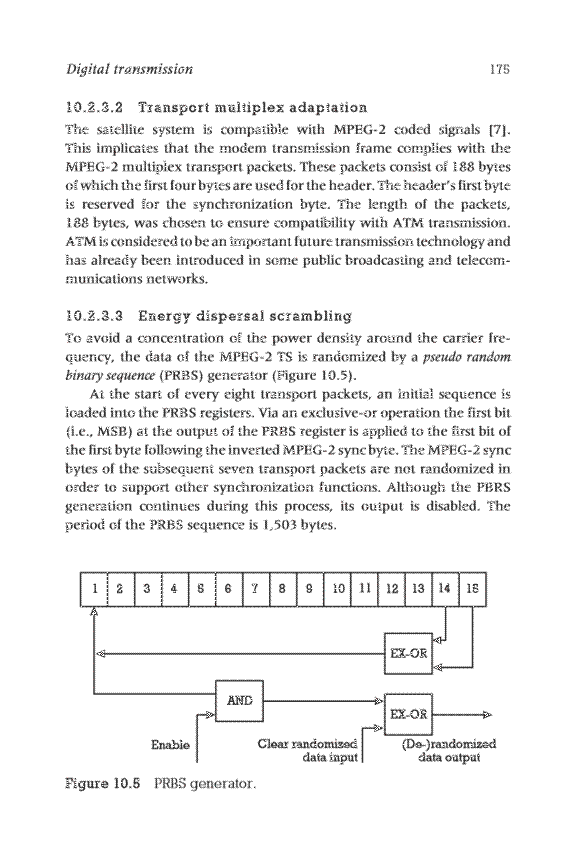 Digital transmission 175
10.2.3.2 Transport multiplex adaptation
The satellite system is compatible with MPEG-2 coded signals [7].
This implicates that the modem transmission frame complies with the
MPEG-2 multiplex transport packets. These packets consist of 188 bytes
of which the first four bytes are used for the header. The header's first byte
is reserved for the synchronization byte. The length of the packets,
188 bytes, was chosen to ensure compatibility with ATM transmission.
ATM is considered to be an important future transmission technology and
has already been introduced in some public broadcasting and telecom-
munications networks.
10.2.3.3 Energy dispersal scrambling
To avoid a concentration of the power density around the carrier fre-
quency, the data of the MPEG-2 TS is randomized by a pseudo random
binary sequence (PRBS) generator (Figure 10.5).
At the start of every eight transport packets, an initial sequence is
loaded into the PRBS registers. Via an exclusive-or operation the first bit
(i.e., MSB) at the output of the PRBS register is applied to the first bit of
the first byte following the inverted MPEG-2 sync byte. The MPEG-2 sync
bytes of the subsequent seven transport packets are not randomized in
order to support other synchronization functions. Although the PBRS
generation continues during this process, its output is disabled. The
period of the PRBS sequence is 1,503 bytes.
1 2 3 4 5 6 7 8 9 10 11 12 13 14 15
EX-OR
AND
EX-OR
Enable Clear randomized (De-)randomized
data input data output
Figure 10.5 PRBS generator.